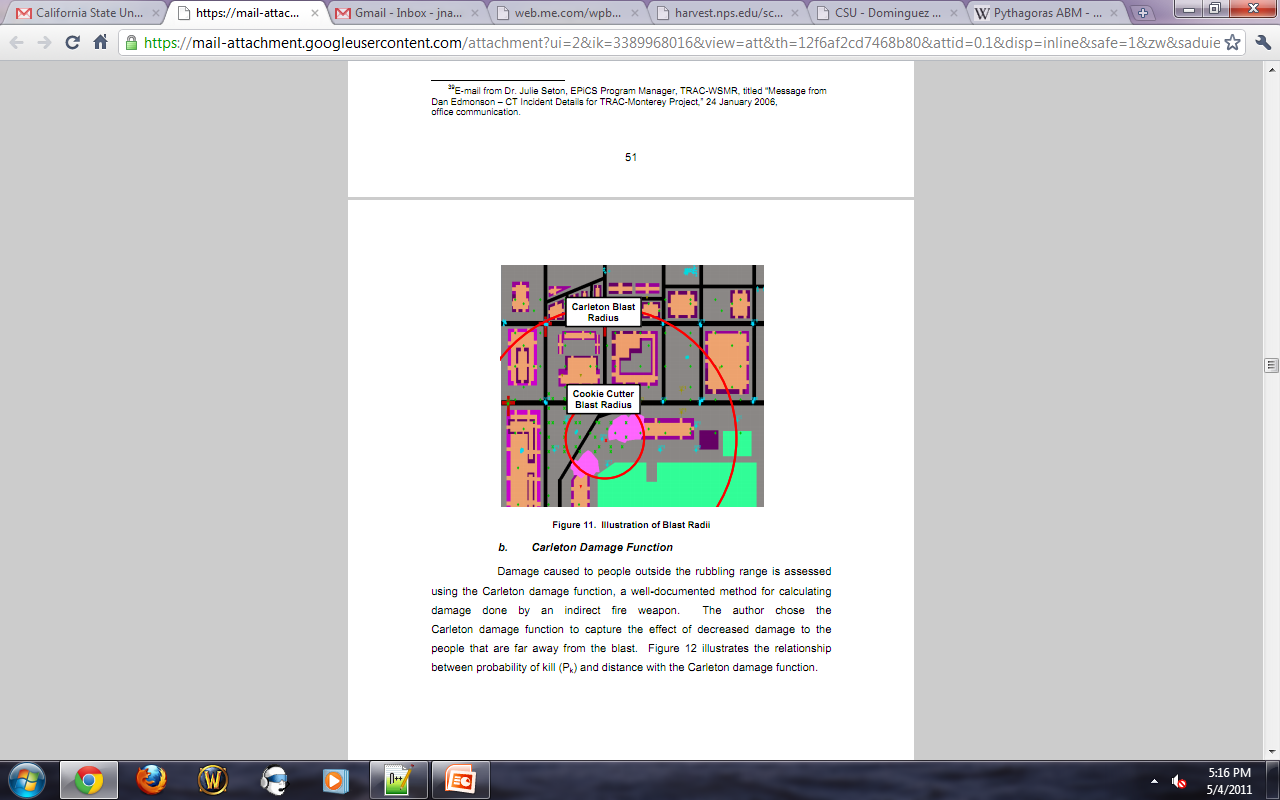 California State Un...
https://mail-attac...
Gmail - Inbox - jna...
web.me.com/wpb...
harvest.nps.edu/sc...
CSU - Dominguez ...
Pythagoras ABM - ...
https://mail-attachment.googleusercontent.com/attachment?ui=2&ik=3389968016&view=att&th=12f6af2cd7468b80&attid=0.1&disp=inline&safe=1&zw&saduie
39E-mail from Dr. Julie Seton, EPiCS Program Manager, TRAC-WSMR, titled “Message from
Dan Edmonson – CT Incident Details for TRAC-Monterey Project,” 24 January 2006,
office communication.
51
Carleton Blast
Radius
Cookie Cutter
Blast Radius
Figure 11. Illustration of Blast Radii
b. Carleton Damage Function
Damage caused to people outside the rubbling range is assessed
using the Carleton damage function, a well-documented method for calculating
damage done by an indirect fire weapon. The author chose the
Carleton damage function to capture the effect of decreased damage to the
people that are far away from the blast. Figure 12 illustrates the relationship
between probability of kill (Pk) and distance with the Carleton damage function.
5:16 PM
5/4/2011